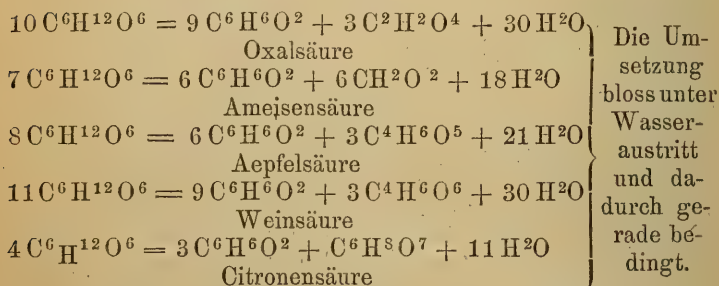 10 C⁶H¹²O⁶ = 9 C⁶H⁶O² + 3 C²H²O⁴ + 30 H²O
Oxalsäure
7 C⁶H¹²O⁶ = 6 C⁶H⁶O² + 6 CH²O² + 18 H²O
Ameisensäure
8 C⁶H¹²O⁶ = 6 C⁶H⁶O² + 3 C⁴H⁶O⁵ + 21 H²O
Aepfelsäure
11 C⁶H¹²O⁶ = 9 C⁶H⁶O² + 3 C⁴H⁶O⁶ + 30 H²O
Weinsäure
4 C⁶H¹²O⁶ = 3 C⁶H⁶O² + C⁶H⁸O⁷ + 11 H²O
Citronensäure
Die Um-
setzung
bloss unter
Wasser-
austritt
und da-
durch ge-
rade be-
dingt.